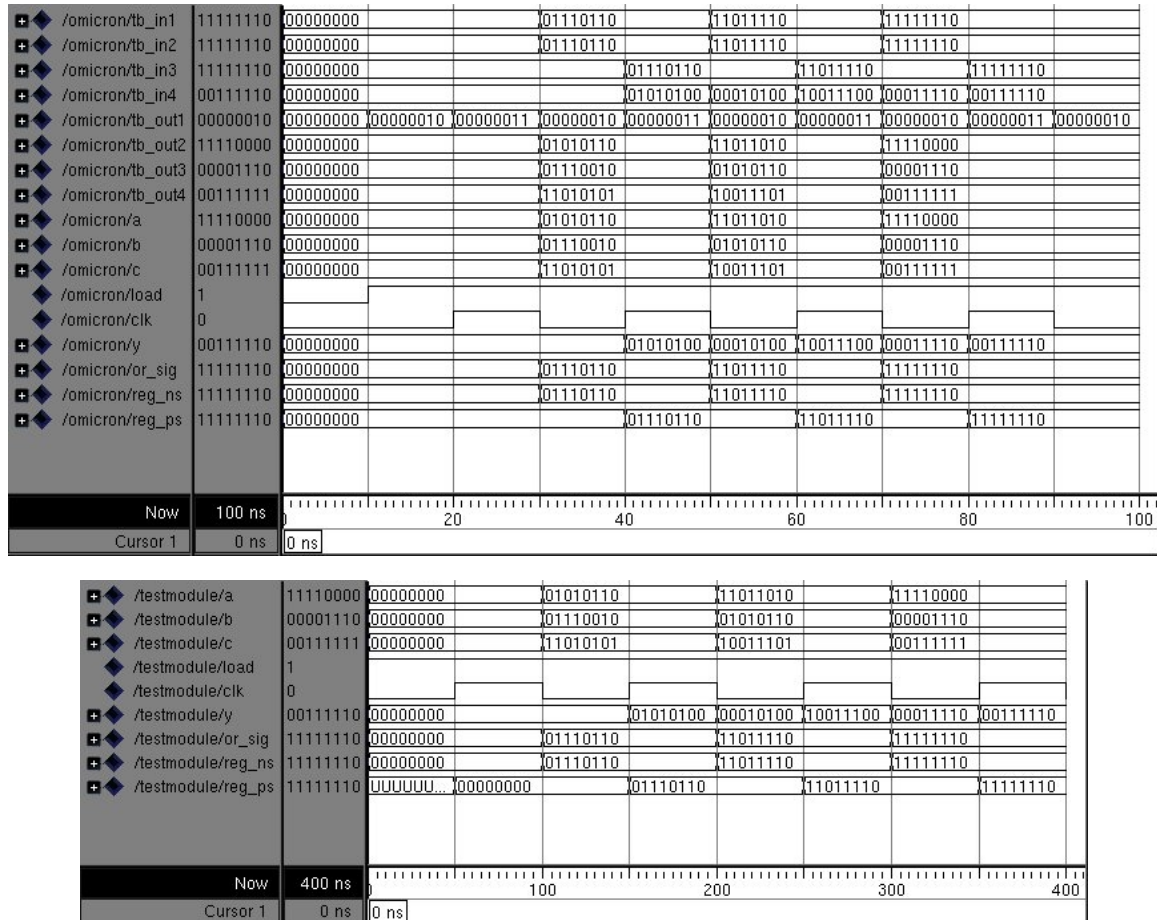 /omicron/tb_in1 11111110 00000000 01110110 11011110 11111110
/omicron/tb_in2 11111110 00000000 01110110 11011110 11111110
/omicron/tb_in3 11111110 00000000 01110110 11011110 11111110
/omicron/tb_in4 00111110 00000000 01010100 00010100 10011100 00011110 00111110
/omicron/tb_out1 00000010 00000000 00000010 00000011 00000010 00000011 00000010 00000011 00000010 00000011 00000010
/omicron/tb_out2 11110000 00000000 01010110 11011010 11110000
/omicron/tb_out3 00001110 00000000 01110010 01010110 00001110
/omicron/tb_out4 00111111 00000000 11010101 10011101 00111111
/omicron/a 11110000 00000000 01010110 11011010 11110000
/omicron/b 00001110 00000000 01110010 01010110 00001110
/omicron/c 00111111 00000000 11010101 10011101 00111111
/omicron/load 1
/omicron/clk 0
/omicron/y 00111110 00000000 01010100 00010100 10011100 00011110 00111110
/omicron/or_sig 11111110 00000000 01110110 11011110 11111110
/omicron/reg_ns 11111110 00000000 01110110 11011110 11111110
/omicron/reg_ps 11111110 00000000 01110110 11011110 11111110
Now 100 ns 20 40 60 80 100
Cursor 1 0 ns 0 ns
/testmodule/a 11110000 00000000 01010110 11011010 11110000
/testmodule/b 00001110 00000000 01110010 01010110 00001110
/testmodule/c 00111111 00000000 11010101 10011101 00111111
/testmodule/load 1
/testmodule/clk 0
/testmodule/y 00111110 00000000 01010100 00010100 10011100 00011110 00111110
/testmodule/or_sig 11111110 00000000 01110110 11011110 11111110
/testmodule/reg_ns 11111110 00000000 01110110 11011110 11111110
/testmodule/reg_ps 11111110 UUUUUU... 00000000 01110110 11011110 11111110
Now 400 ns 100 200 300 400
Cursor 1 0 ns 0 ns